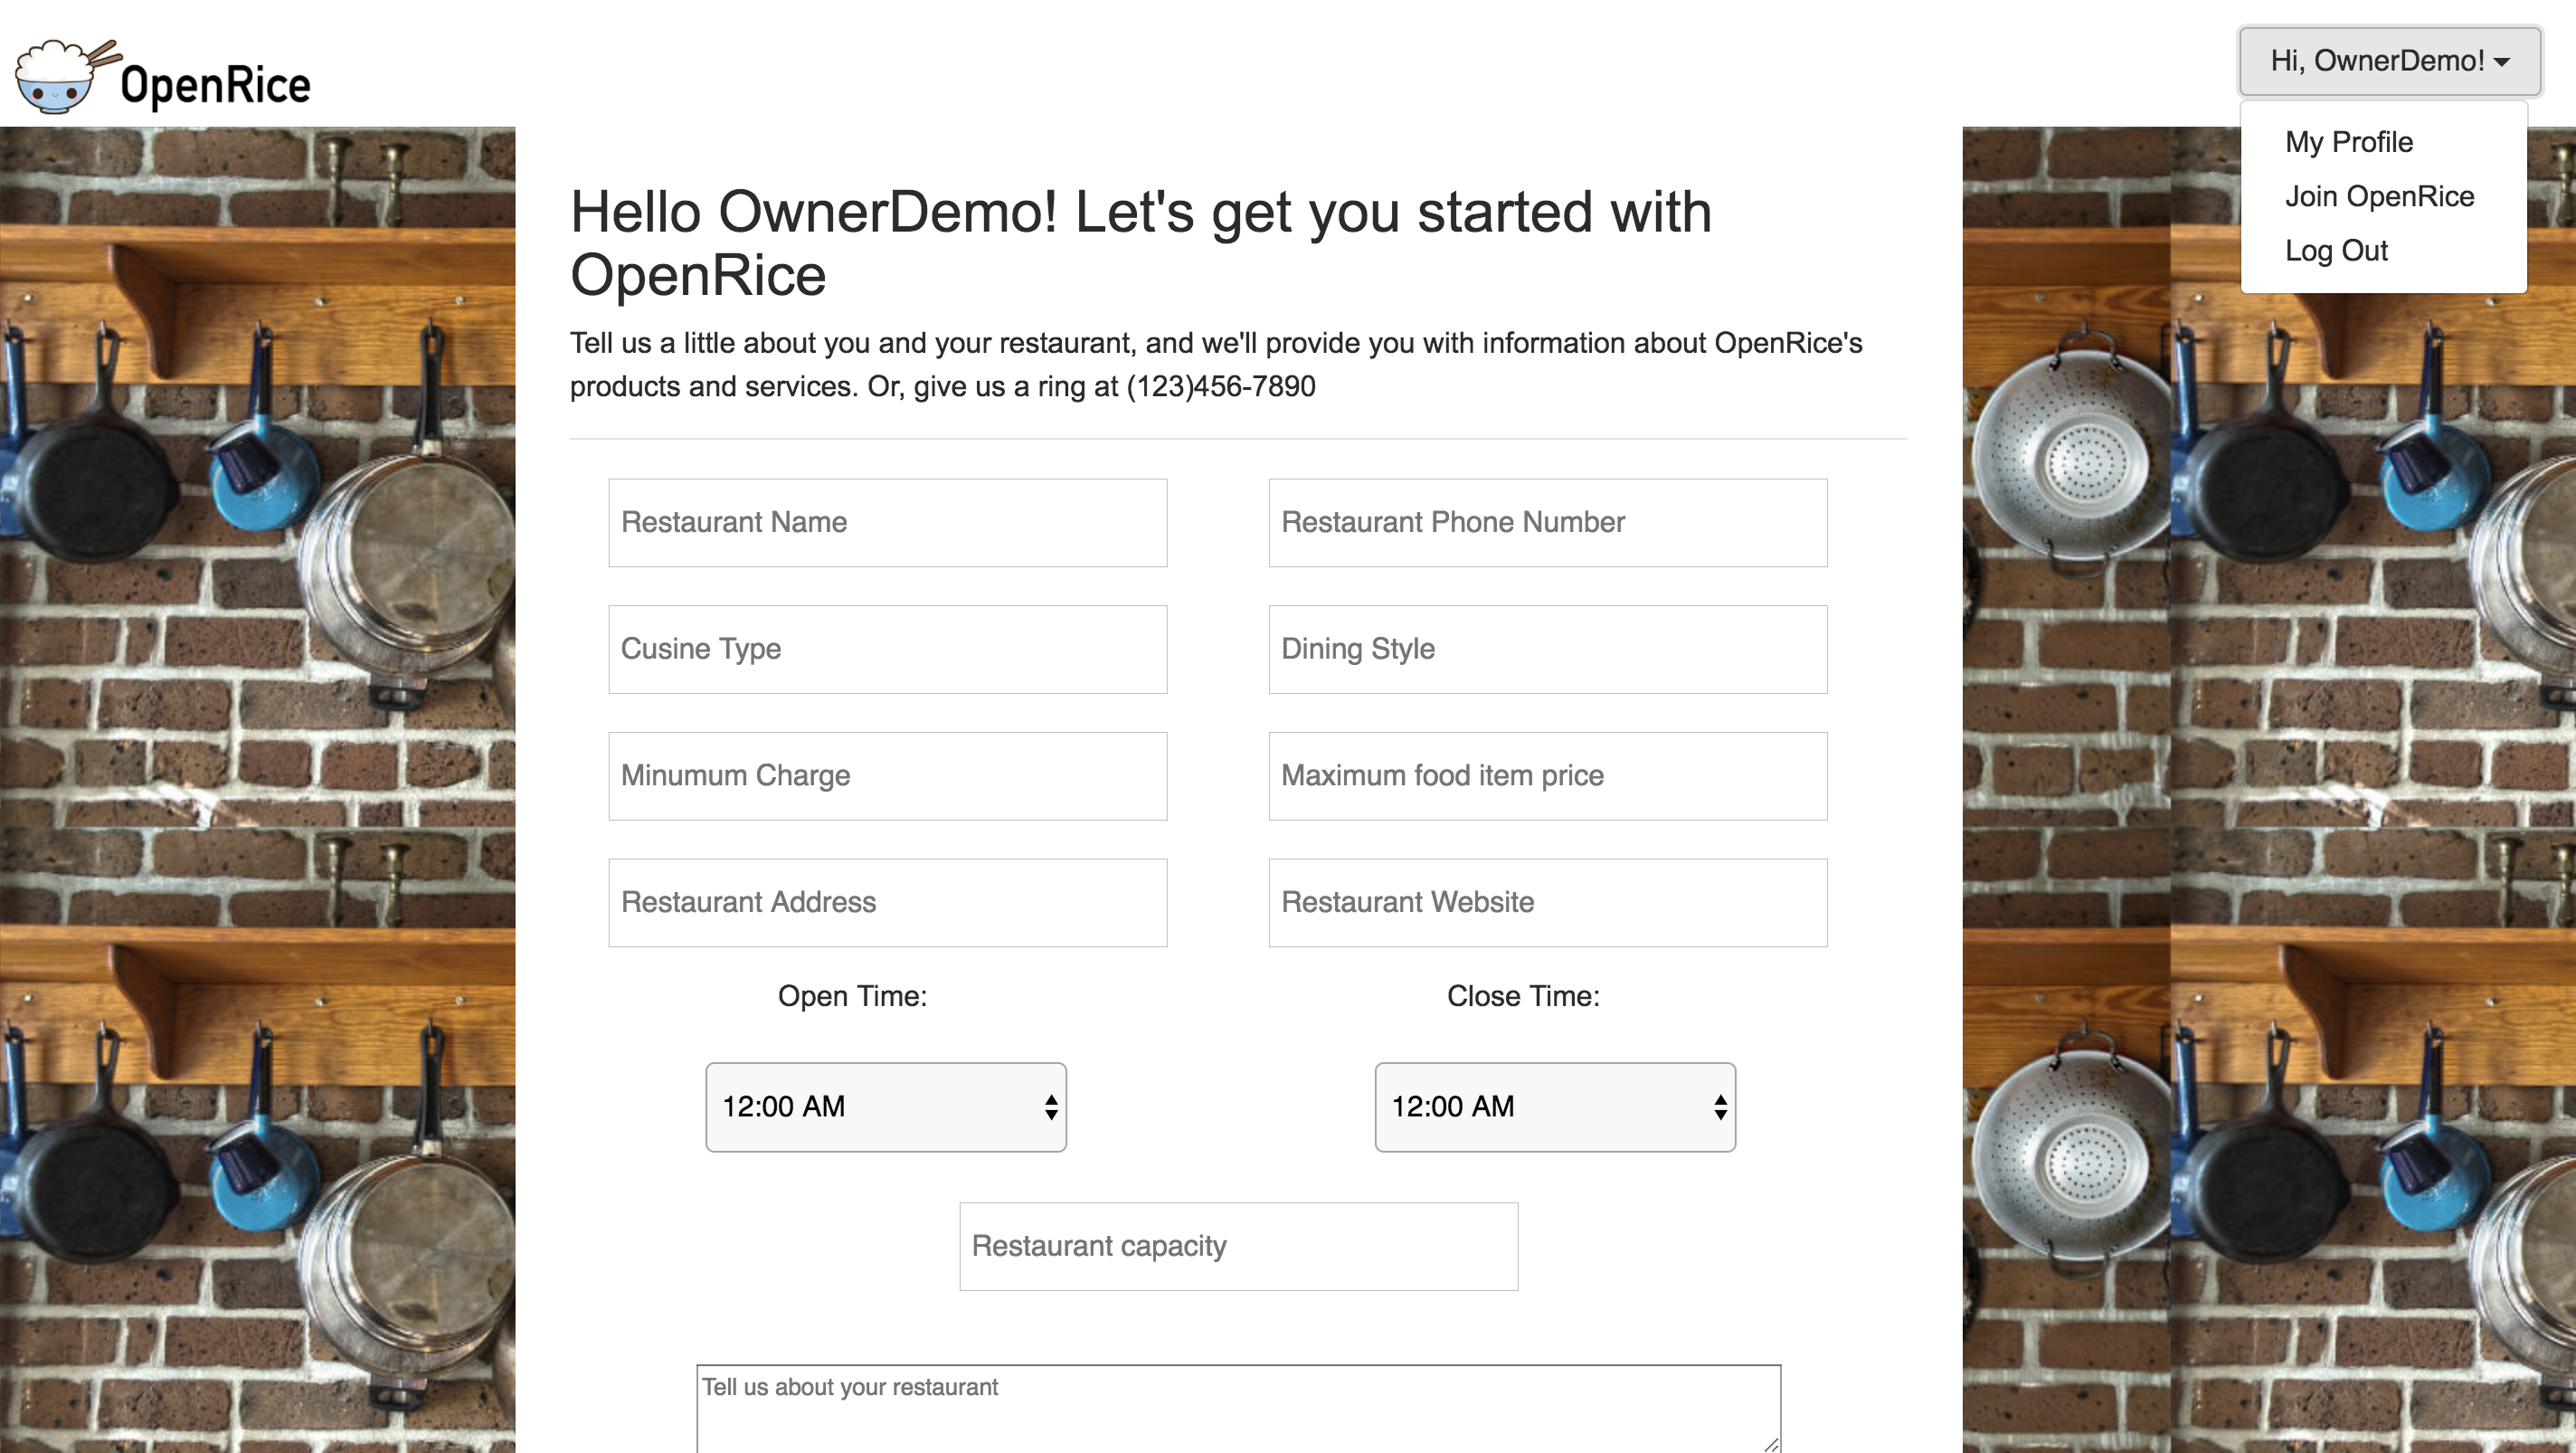 OpenRice
Hi, OwnerDemo!
My Profile
Join OpenRice
Log Out
Hello OwnerDemo! Let's get you started with
OpenRice
Tell us a little about you and your restaurant, and we'll provide you with information about OpenRice's
products and services. Or, give us a ring at (123)456-7890
Restaurant Name
Restaurant Phone Number
Cusine Type
Dining Style
Minumum Charge
Maximum food item price
Restaurant Address
Restaurant Website
Open Time:
Close Time:
12:00 AM
12:00 AM
Restaurant capacity
Tell us about your restaurant